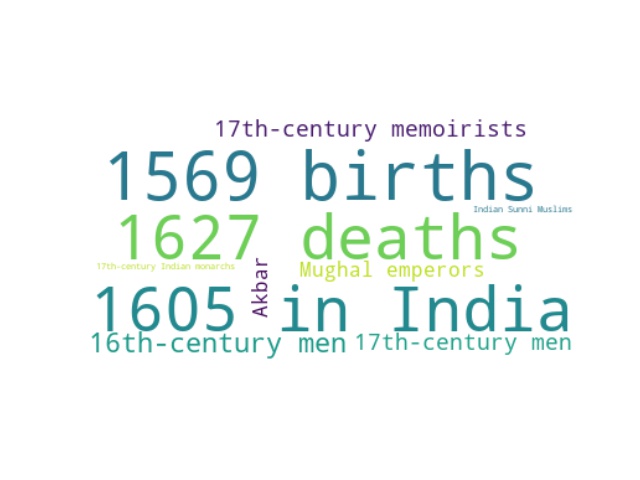 17th-century memoirists
1569 births
Indian Sunni Muslims
1627 deaths
17th-century Indian monarchs
Akbar
Mughal emperors
1605 in India
16th-century men
17th-century men